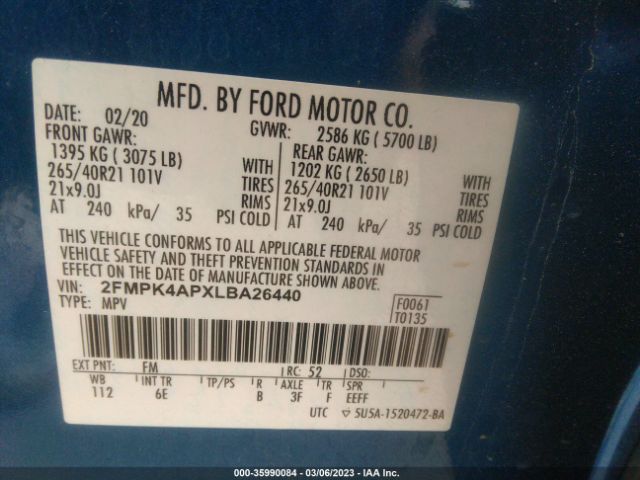 MFD. BY FORD MOTOR CO.
DATE: 02/20 GVWR: 2586 KG ( 5700 LB)
FRONT GAWR: REAR GAWR:
1395 KG ( 3075 LB) WITH 1202 KG ( 2650 LB) WITH
265/40R21 101V TIRES 265/40R21 101V TIRES
21x9.0J RIMS 21x9.0J RIMS
AT 240 kPa/ 35 PSI COLD AT 240 kPa/ 35 PSI COLD
THIS VEHICLE CONFORMS TO ALL APPLICABLE FEDERAL MOTOR
VEHICLE SAFETY AND THEFT PREVENTION STANDARDS IN
EFFECT ON THE DATE OF MANUFACTURE SHOWN ABOVE.
VIN: 2FMPK4APXLBA26440 F0061
TYPE: MPV T0135
EXT PNT: FM RC: 52 DSO:
WB INT TR TP/PS R AXLE TR SPR
112 6E B 3F F EEFF
UTC ▽ 5U5A-1520472-BA
000-35990084 - 03/06/2023 - IAA Inc.